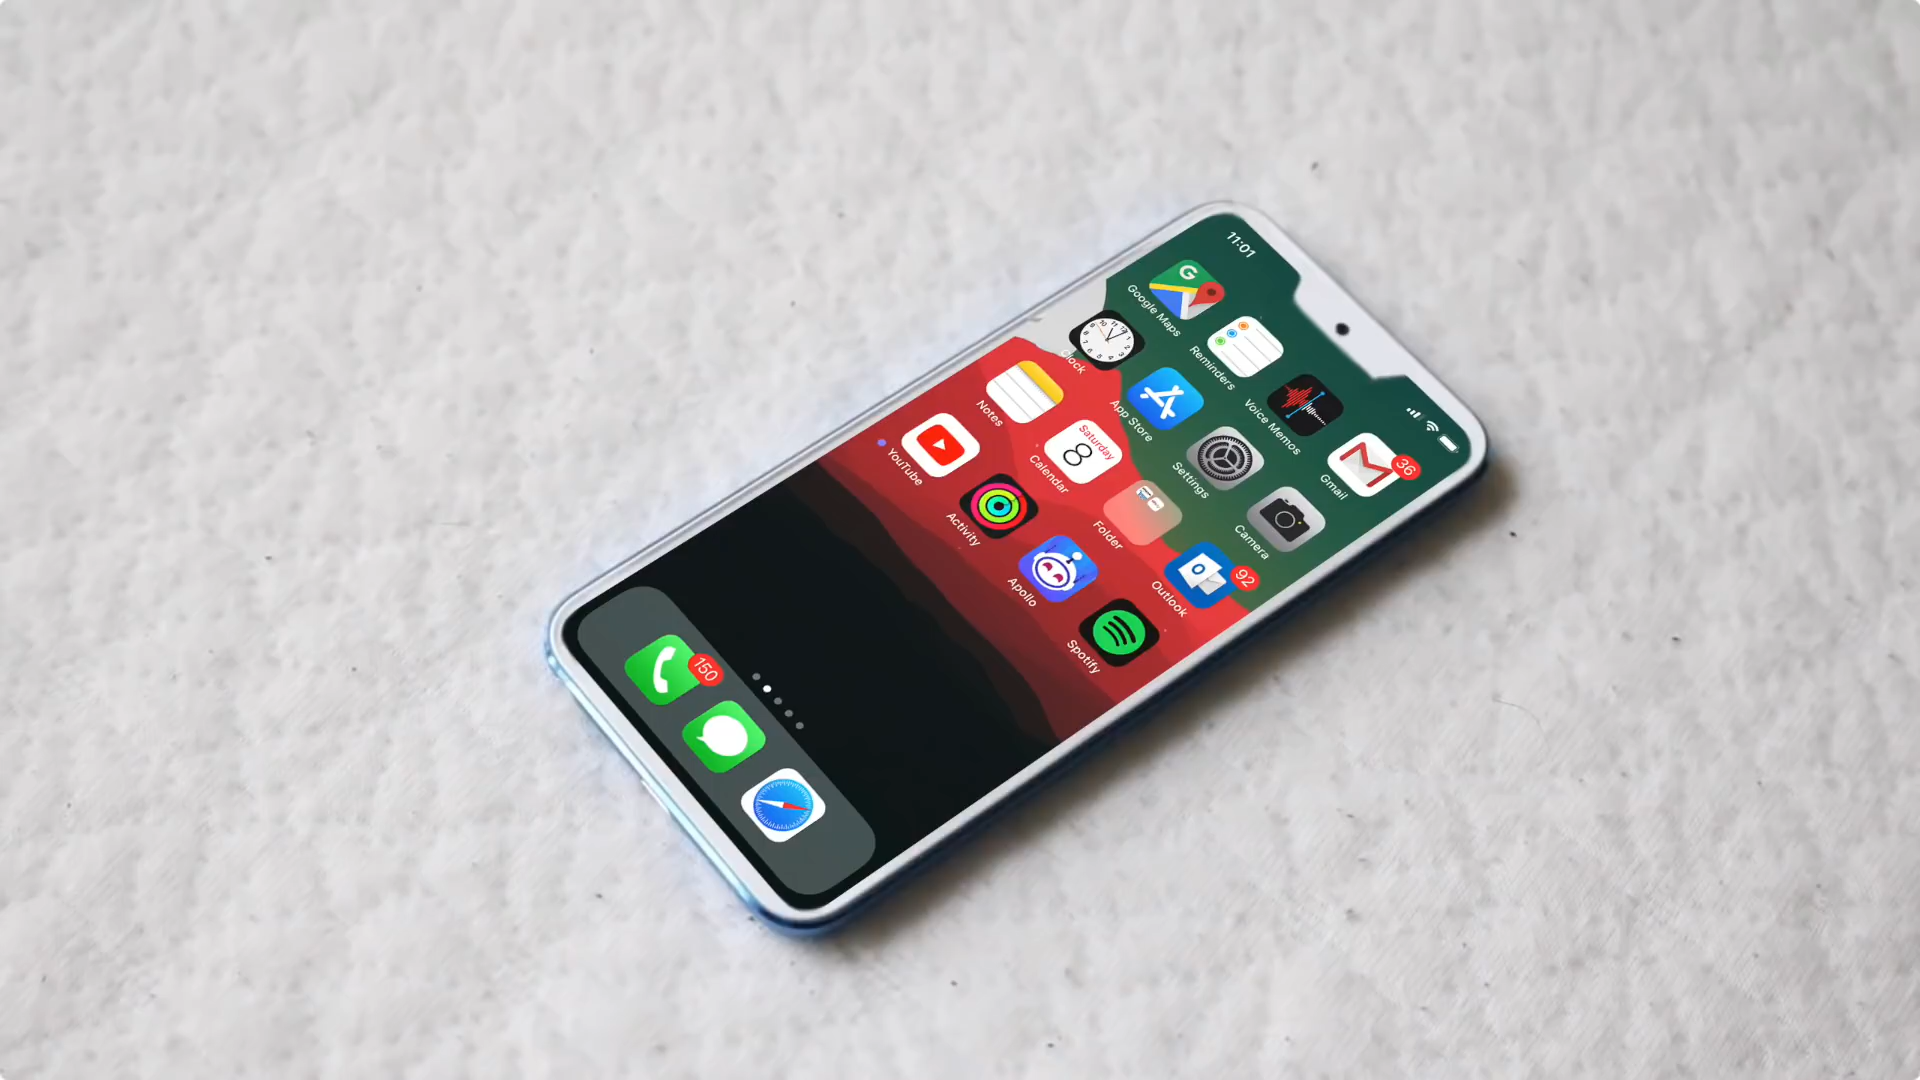 11:01
G
36
Google Maps
Reminders
Voice Memos
Gmail
Clock
App Store
Settings
Camera
Saturday
8
O
92
Notes
Calendar
Folder
Outlook
YouTube
Activity
Apollo
Spotify
150